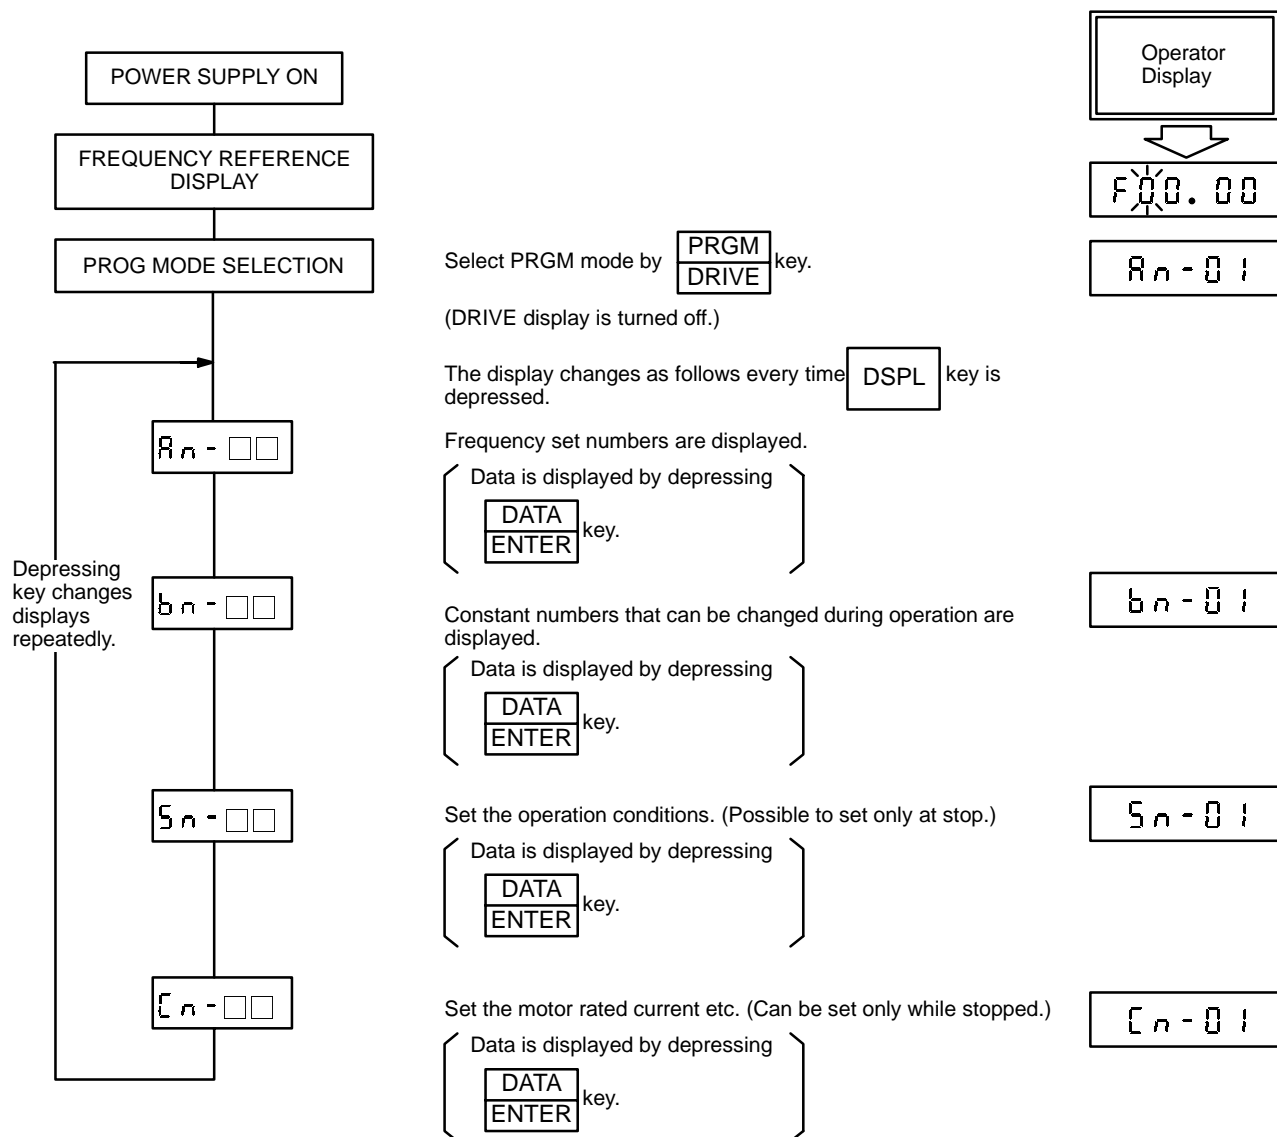 POWER SUPPLY ON
FREQUENCY REFERENCE
DISPLAY
PROG MODE SELECTION
An-□□
Depressing
key changes
displays
repeatedly.
bn-□□
Sn-□□
Cn-□□
Select PRGM mode by PRGM
DRIVE key.
(DRIVE display is turned off.)
The display changes as follows every time DSPL key is
depressed.
Frequency set numbers are displayed.
Data is displayed by depressing
DATA
ENTER key.
Constant numbers that can be changed during operation are
displayed.
Data is displayed by depressing
DATA
ENTER key.
Set the operation conditions. (Possible to set only at stop.)
Data is displayed by depressing
DATA
ENTER key.
Set the motor rated current etc. (Can be set only while stopped.)
Data is displayed by depressing
DATA
ENTER key.
Operator
Display
F00.00
An-01
bn-01
Sn-01
Cn-01